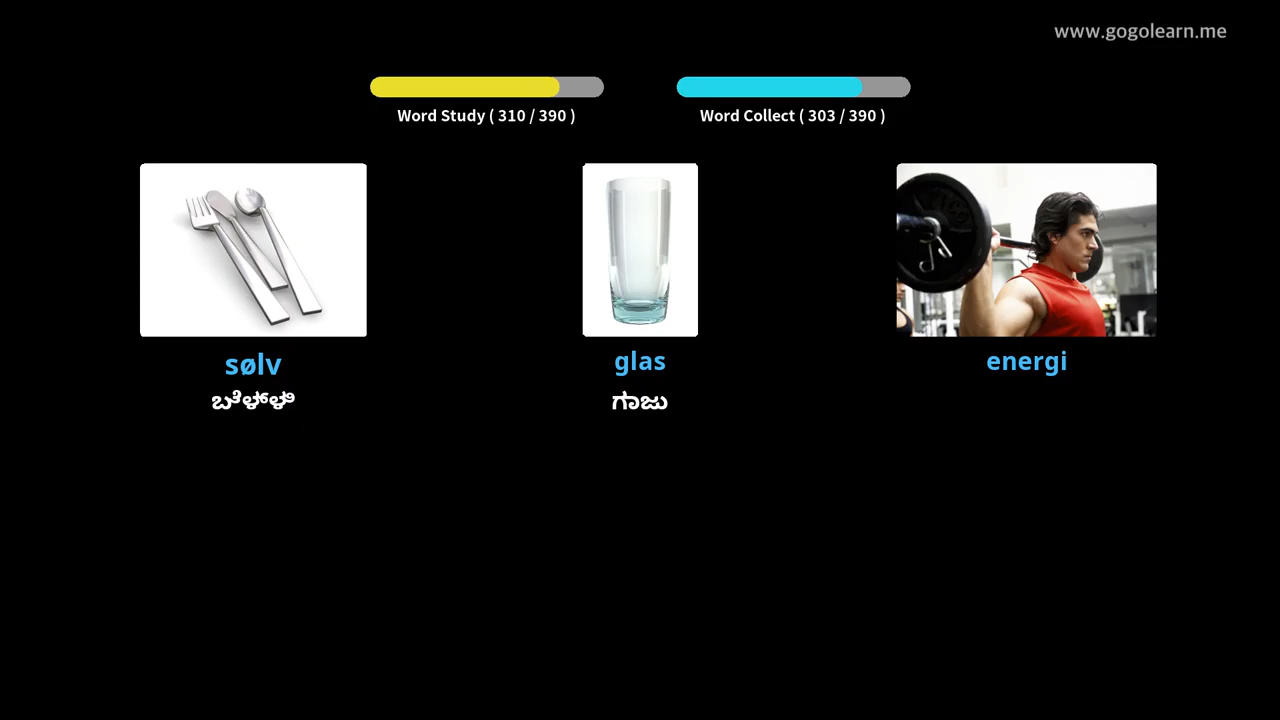 www.gogolearn.me
Word Study ( 310 / 390 )
Word Collect ( 303 / 390 )
sølv
glas
energi
ಬೆಳ್ಳಿ
ಗಾಜು